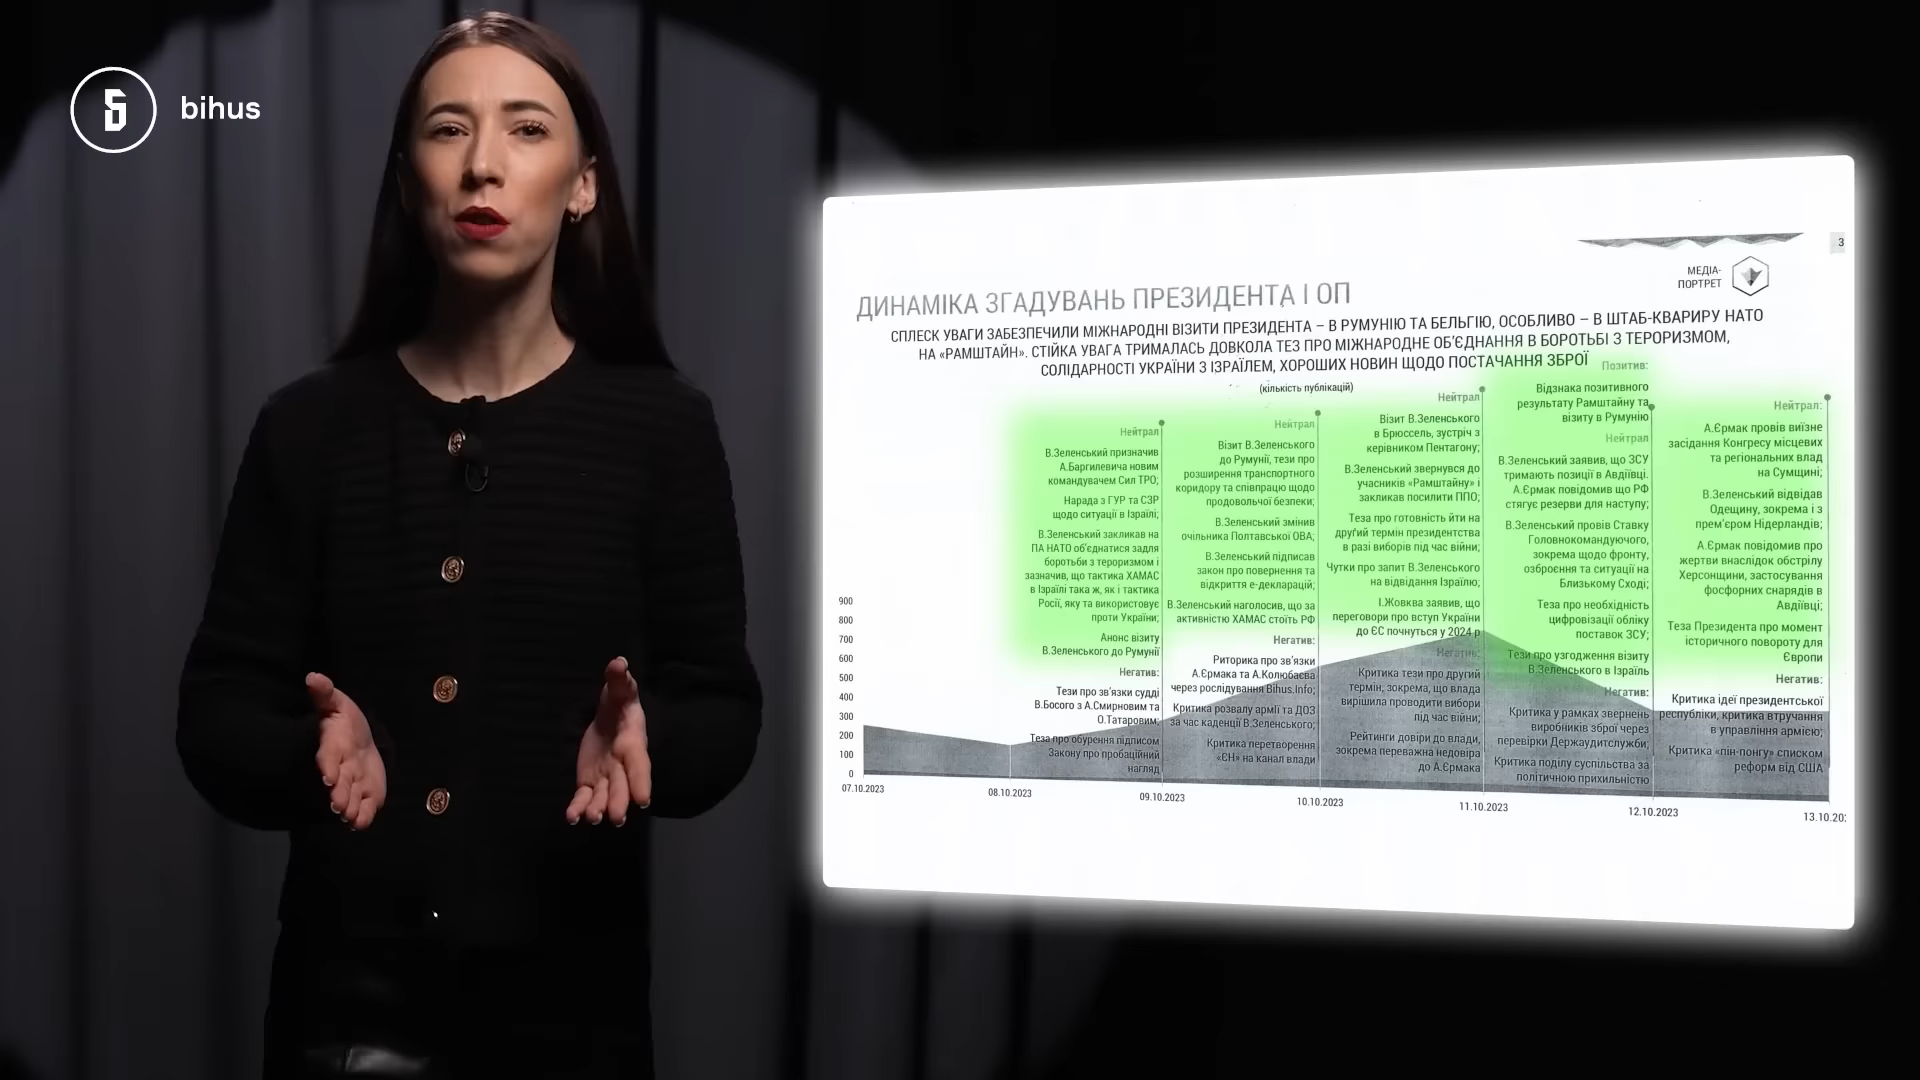 bihus
3
МЕДІА-
ПОРТРЕТ
ДИНАМІКА ЗГАДУВАНЬ ПРЕЗИДЕНТА І ОП
СПЛЕСК УВАГИ ЗАБЕЗПЕЧИЛИ МІЖНАРОДНІ ВІЗИТИ ПРЕЗИДЕНТА – В РУМУНІЮ ТА БЕЛЬГІЮ, ОСОБЛИВО – В ШТАБ-КВАРИРУ НАТО
НА «РАМШТАЙН». СТІЙКА УВАГА ТРИМАЛАСЬ ДОВКОЛА ТЕЗ ПРО МІЖНАРОДНЕ ОБ'ЄДНАННЯ В БОРОТЬБІ З ТЕРОРИЗМОМ,
СОЛІДАРНОСТІ УКРАЇНИ З ІЗРАЇЛЕМ, ХОРОШИХ НОВИН ЩОДО ПОСТАЧАННЯ ЗБРОЇ
(кількість публікацій)
Нейтрал
В.Зеленський призначив
А.Баргилевича новим
командувачем Сил ТРО;
Нарада з ГУР та СЗР
щодо ситуації в Ізраїлі;
В.Зеленський закликав на
ПА НАТО об'єднатися задля
боротьби з тероризмом і
зазначив, що тактика ХАМАС
в Ізраїлі така ж, як і тактика
Росії, яку та використовує
проти України;
Анонс візиту
В.Зеленського до Румунії
Негатив:
Тези про зв'язки судді
В.Босого з А.Смирновим та
О.Татаровим;
Теза про обурення підписом
Закону про пробаційний
нагляд
Нейтрал
Візит В.Зеленського
до Румунії, тези про
розширення транспортного
коридору та співпрацю щодо
продовольчої безпеки;
В.Зеленський змінив
очільника Полтавської ОВА;
В.Зеленський підписав
закон про повернення та
відкриття е-декларацій;
В.Зеленський наголосив, що за
активністю ХАМАС стоїть РФ
Негатив:
Риторика про зв'язки
А.Єрмака та А.Колюбаєва
через розслідування Bihus.Info;
Критика розвалу армії та ДОЗ
за час каденції В.Зеленського;
Критика перетворення
«ЄН» на канал влади
Нейтрал
Візит В.Зеленського
в Брюссель, зустріч з
керівником Пентагону;
В.Зеленський звернувся до
учасників «Рамштайну» і
закликав посилити ППО;
Теза про готовність йти на
другий термін президентства
в разі виборів під час війни;
Чутки про запит В.Зеленського
на відвідання Ізраїлю;
І.Жовква заявив, що
переговори про вступ України
до ЄС почнуться у 2024 р
Негатив:
Критика тези про другий
термін, зокрема, що влада
вирішила проводити вибори
під час війни;
Рейтинги довіри до влади,
зокрема переважна недовіра
до А.Єрмака
Позитив:
Відзнака позитивного
результату Рамштайну та
візиту в Румунію
Нейтрал
В.Зеленський заявив, що ЗСУ
тримають позиції в Авдіївці.
А.Єрмак повідомив що РФ
стягує резерви для наступу;
В.Зеленський провів Ставку
Головнокомандуючого,
зокрема щодо фронту,
озброєння та ситуації на
Близькому Сході;
Теза про необхідність
цифровізації обліку
поставок ЗСУ;
Тези про узгодження візиту
В.Зеленського в Ізраїль
Негатив:
Критика у рамках звернень
виробників зброї через
перевірки Держаудитслужби;
Критика поділу суспільства за
політичною прихильністю
Нейтрал:
А.Єрмак провів виїзне
засідання Конгресу місцевих
та регіональних влад
на Сумщині;
В.Зеленський відвідав
Одещину, зокрема і з
прем'єром Нідерландів;
А.Єрмак повідомив про
жертви внаслідок обстрілу
Херсонщини, застосування
фосфорних снарядів в
Авдіївці;
Теза Президента про момент
історичного повороту для
Європи
Негатив:
Критика ідеї президентської
республіки, критика втручання
в управління армією;
Критика «пін-понгу» списком
реформ від США
900
800
700
600
500
400
300
200
100
0
07.10.2023
08.10.2023
09.10.2023
10.10.2023
11.10.2023
12.10.2023
13.10.20